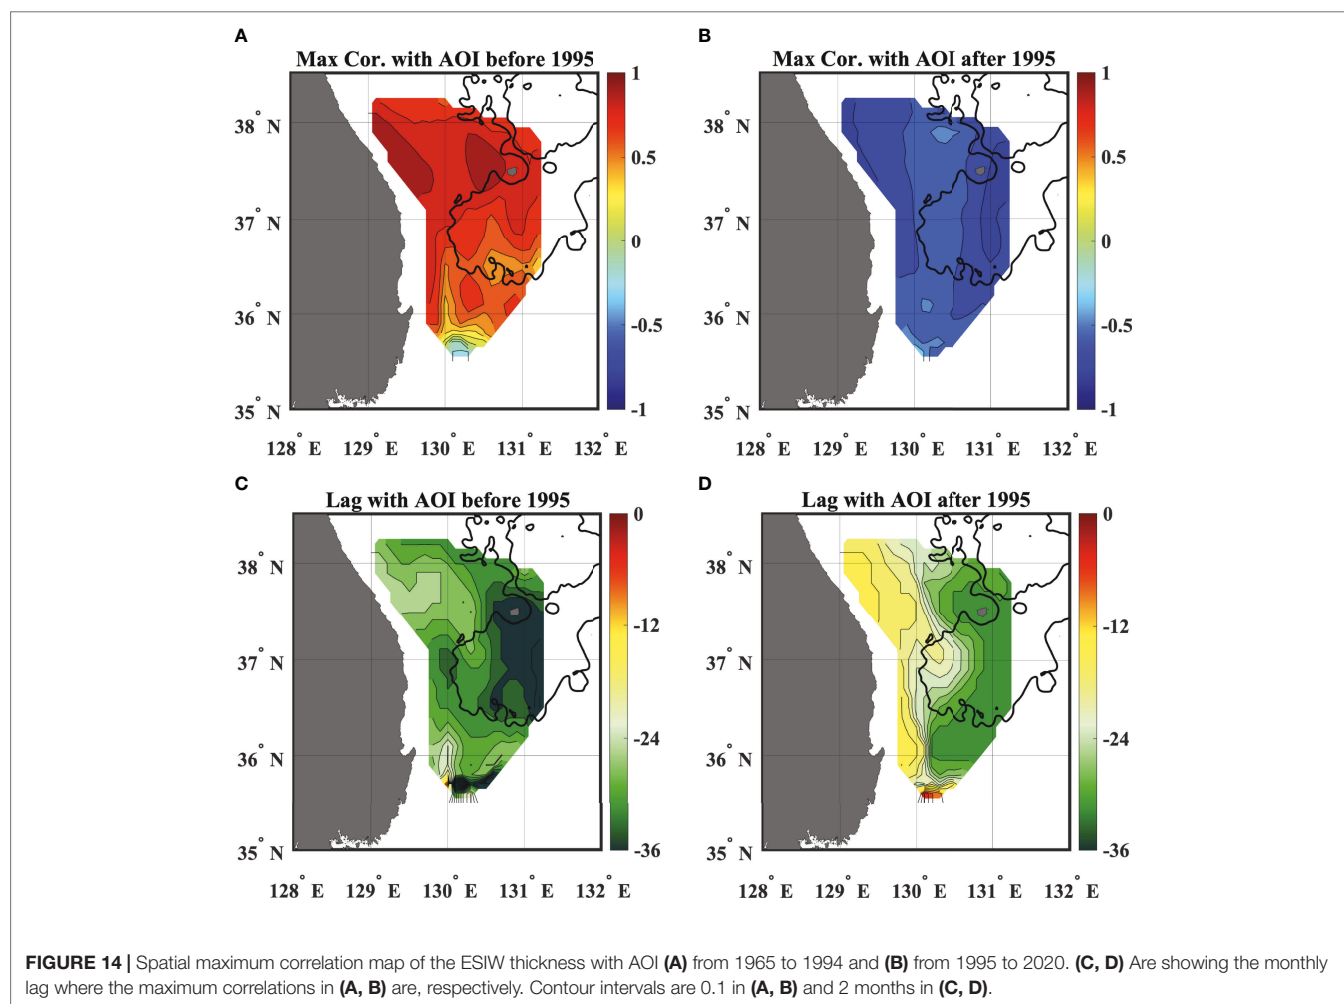 A
Max Cor. with AOI before 1995
38° N
37° N
36° N
35° N
128° E 129° E 130° E 131° E 132° E
1
0.5
0
-0.5
-1
B
Max Cor. with AOI after 1995
38° N
37° N
36° N
35° N
128° E 129° E 130° E 131° E 132° E
1
0.5
0
-0.5
-1
C
Lag with AOI before 1995
38° N
37° N
36° N
35° N
128° E 129° E 130° E 131° E 132° E
0
-12
-24
-36
D
Lag with AOI after 1995
38° N
37° N
36° N
35° N
128° E 129° E 130° E 131° E 132° E
0
-12
-24
-36
FIGURE 14 | Spatial maximum correlation map of the ESIW thickness with AOI (A) from 1965 to 1994 and (B) from 1995 to 2020. (C, D) Are showing the monthly
lag where the maximum correlations in (A, B) are, respectively. Contour intervals are 0.1 in (A, B) and 2 months in (C, D).